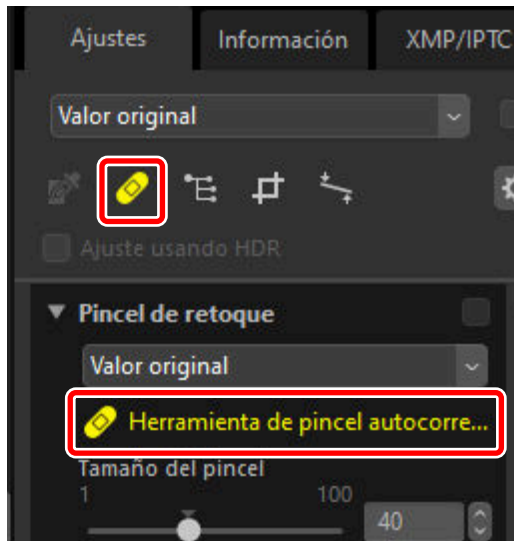 Ajustes Información XMP/IPTC
Valor original
Ajuste usando HDR
Pincel de retoque
Valor original
Herramienta de pincel autocorre...
Tamaño del pincel
1 100
40